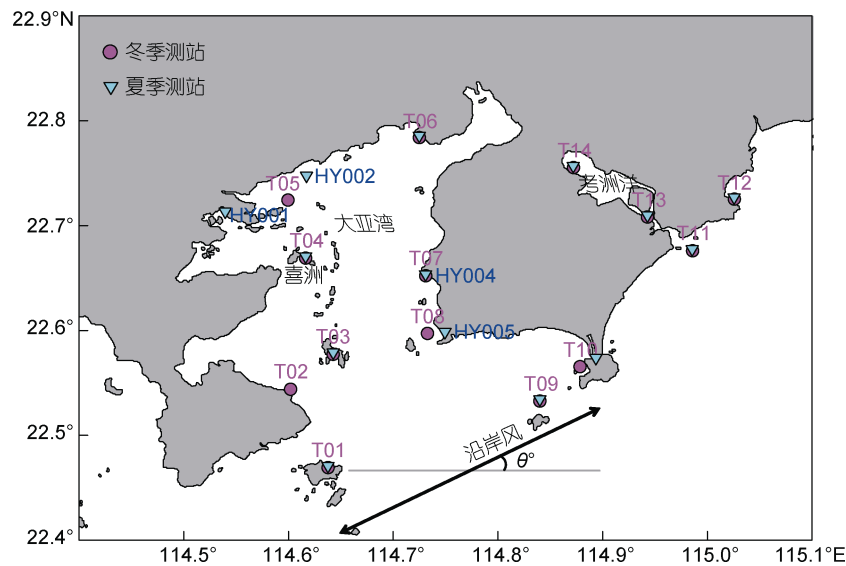 22.9°N
冬季测站
夏季测站
22.8
T06
T14
HY002
考洲洋
T05
T12
T13
HY001
22.7
大亚湾
T11
T04
T07
喜洲
HY004
T08
22.6
HY005
T03
T10
T02
T09
22.5
沿岸风
T01
θ°
22.4°
114.5°
114.6°
114.7°
114.8°
114.9°
115.0°
115.1°E